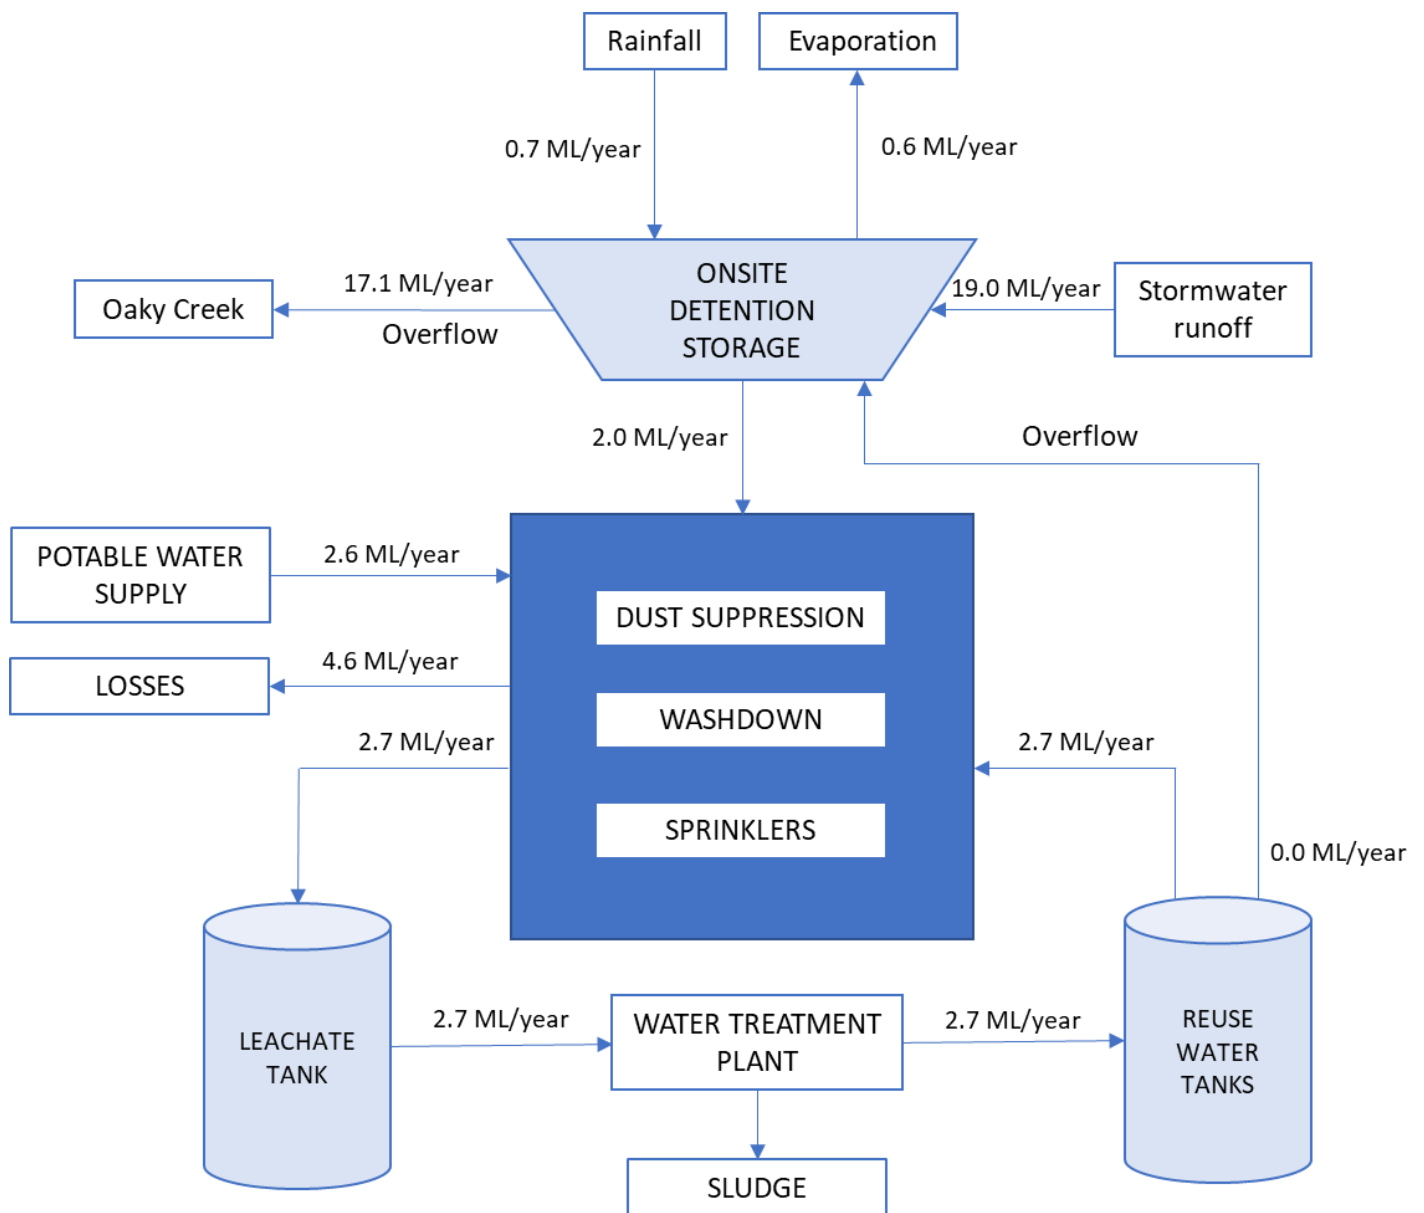 Rainfall
Evaporation
0.7 ML/year
0.6 ML/year
ONSITE
DETENTION
STORAGE
17.1 ML/year
Oaky Creek
Overflow
19.0 ML/year
Stormwater
runoff
2.0 ML/year
Overflow
POTABLE WATER
SUPPLY
2.6 ML/year
DUST SUPPRESSION
4.6 ML/year
LOSSES
WASHDOWN
2.7 ML/year
2.7 ML/year
SPRINKLERS
0.0 ML/year
LEACHATE
TANK
2.7 ML/year
WATER TREATMENT
PLANT
2.7 ML/year
REUSE
WATER
TANKS
SLUDGE